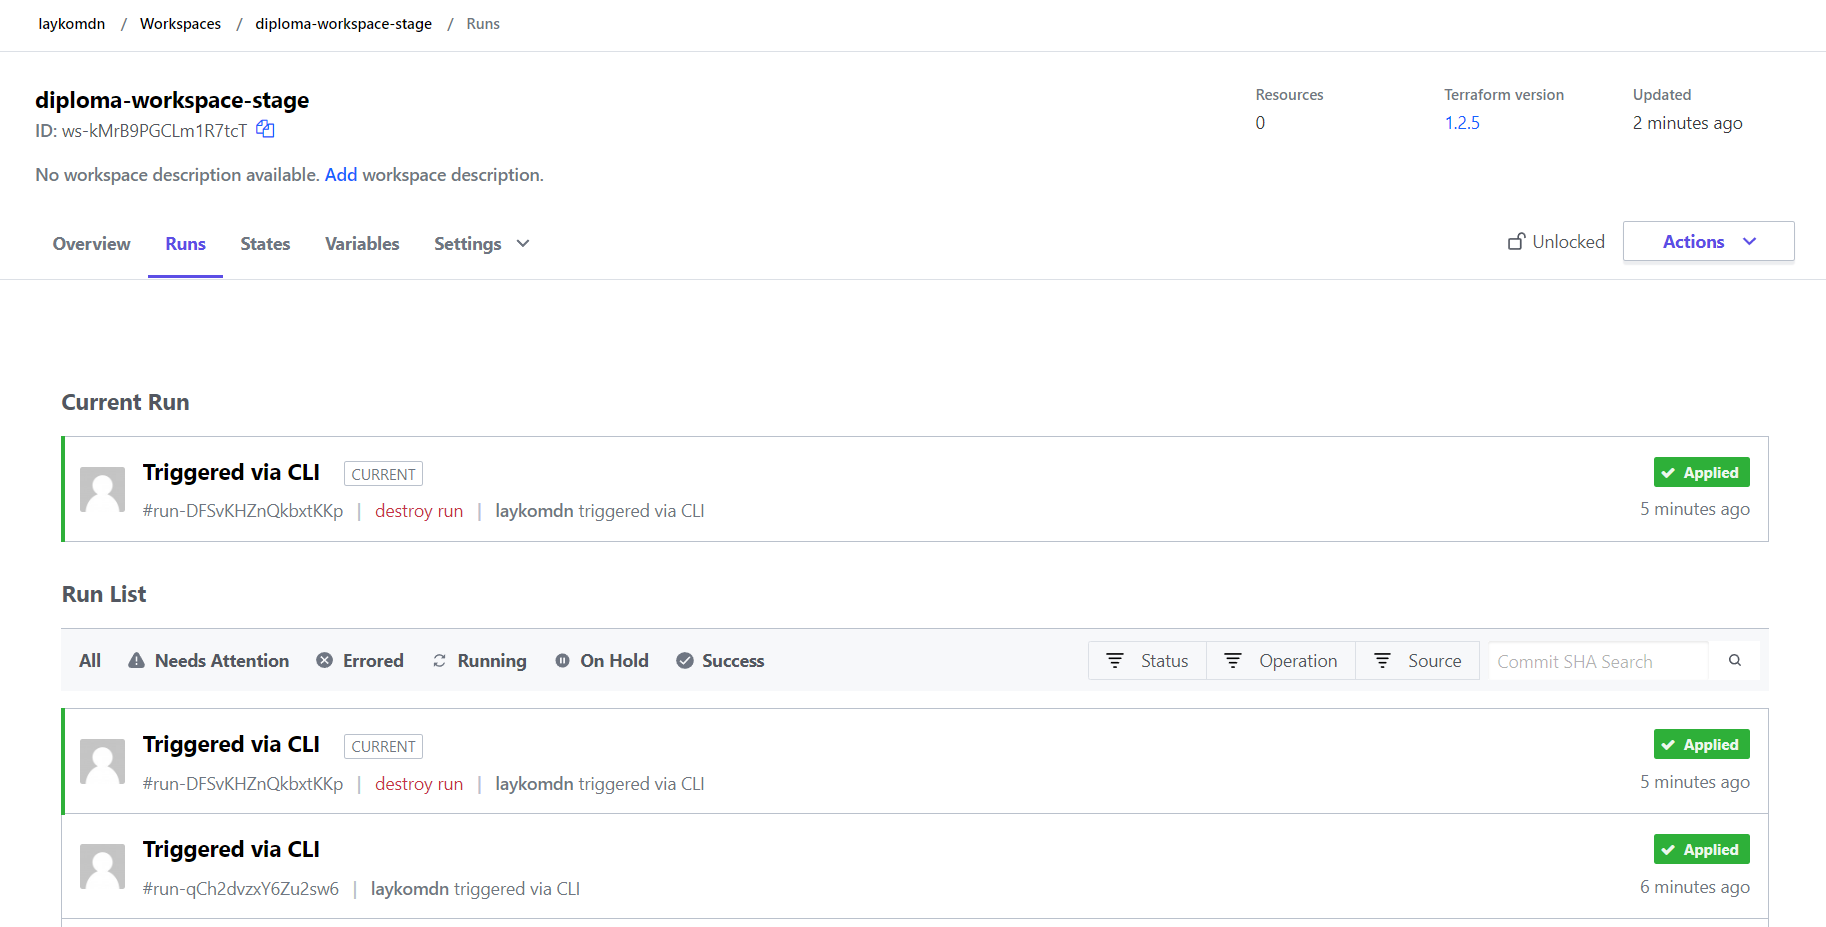 laykomdn / Workspaces / diploma-workspace-stage / Runs
diploma-workspace-stage
ID: ws-kMrB9PGCLm1R7tcT
Resources
0
Terraform version
1.2.5
Updated
2 minutes ago
No workspace description available. Add workspace description.
Overview Runs States Variables Settings
Unlocked
Actions
Current Run
Triggered via CLI CURRENT
Applied
#run-DFSvKHZnQkbxtKKp | destroy run | laykomdn triggered via CLI
5 minutes ago
Run List
All Needs Attention Errored Running On Hold Success
Status Operation Source Commit SHA Search
Triggered via CLI CURRENT
Applied
#run-DFSvKHZnQkbxtKKp | destroy run | laykomdn triggered via CLI
5 minutes ago
Triggered via CLI
Applied
#run-qCh2dvzxY6Zu2sw6 | laykomdn triggered via CLI
6 minutes ago